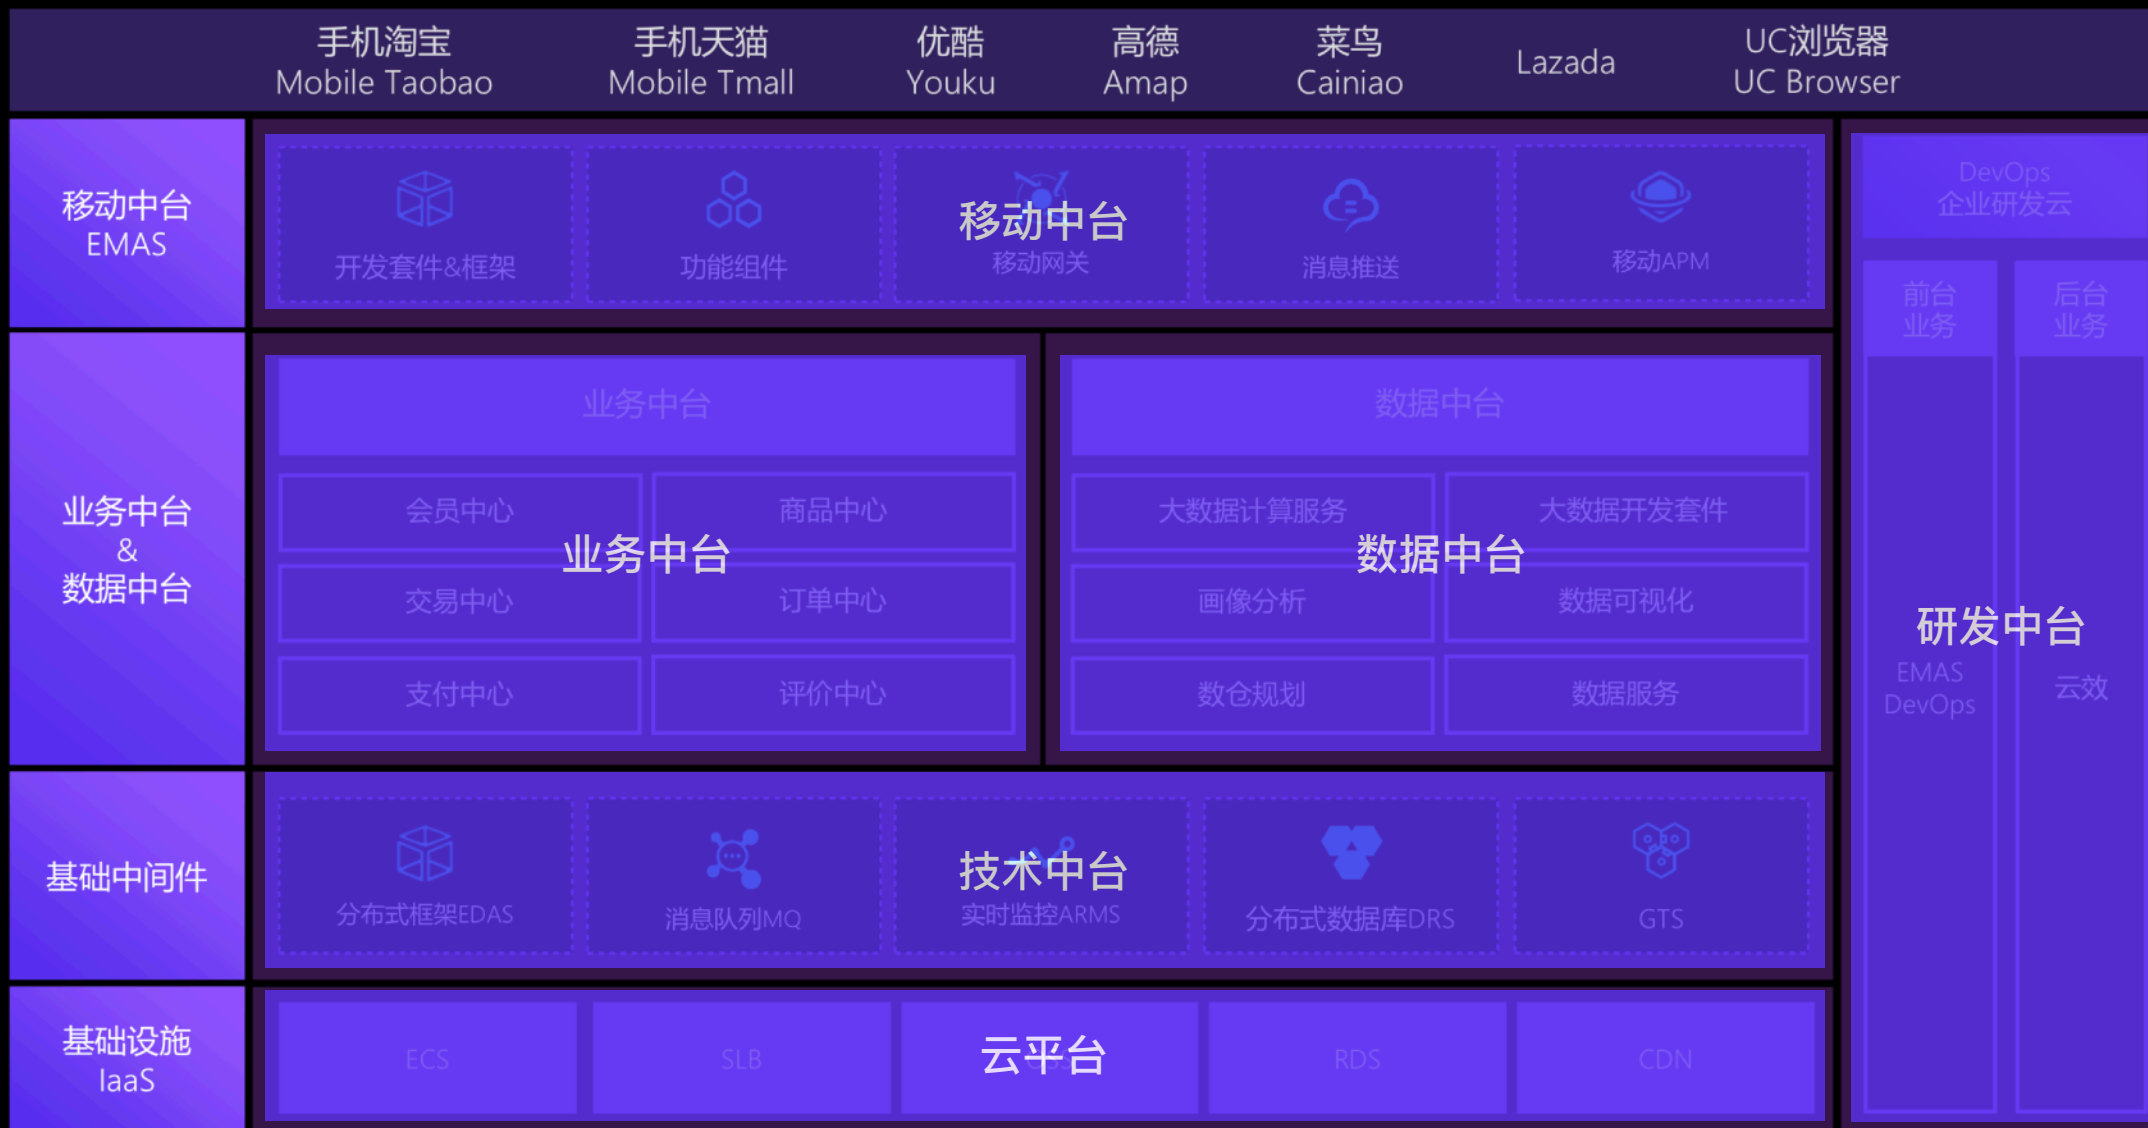 手机淘宝
Mobile Taobao
手机天猫
Mobile Tmall
优酷
Youku
高德
Amap
菜鸟
Cainiao
Lazada
UC浏览器
UC Browser
移动中台
EMAS
开发套件&框架
功能组件
移动中台
移动网关
消息推送
移动APM
DevOps
企业研发云
前台
业务
后台
业务
研发中台
EMAS
DevOps
云效
业务中台
&
数据中台
业务中台
会员中心
商品中心
业务中台
交易中心
订单中心
支付中心
评价中心
数据中台
大数据计算服务
大数据开发套件
数据中台
画像分析
数据可视化
数仓规划
数据服务
基础中间件
分布式框架EDAS
消息队列MQ
技术中台
实时监控ARMS
分布式数据库DRS
GTS
基础设施
IaaS
ECS
SLB
云平台
RDS
CDN